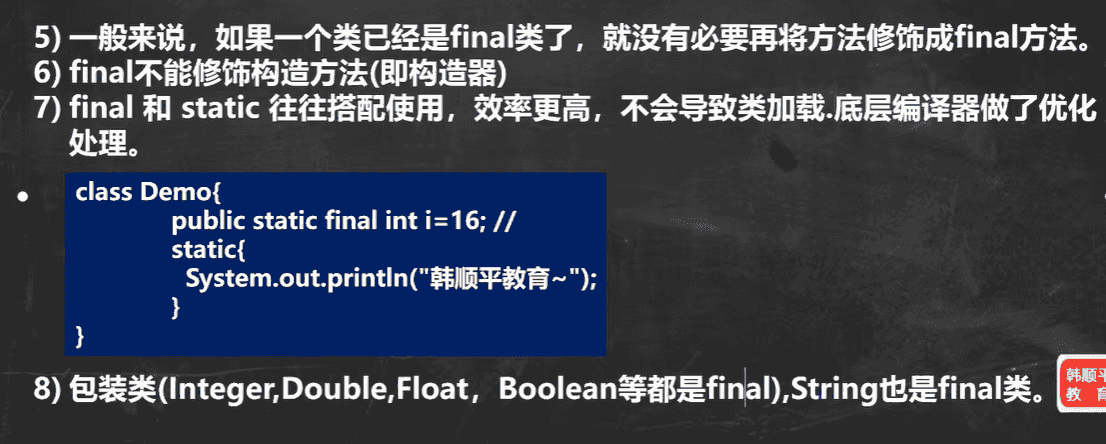 5) 一般来说，如果一个类已经是final类了，就没有必要再将方法修饰成final方法。
6) final不能修饰构造方法(即构造器)
7) final 和 static 往往搭配使用，效率更高，不会导致类加载.底层编译器做了优化
处理。
class Demo{
public static final int i=16; //
static{
System.out.println("韩顺平教育~");
}
}
8) 包装类(Integer,Double,Float，Boolean等都是final),String也是final类。
韩顺平
教 育